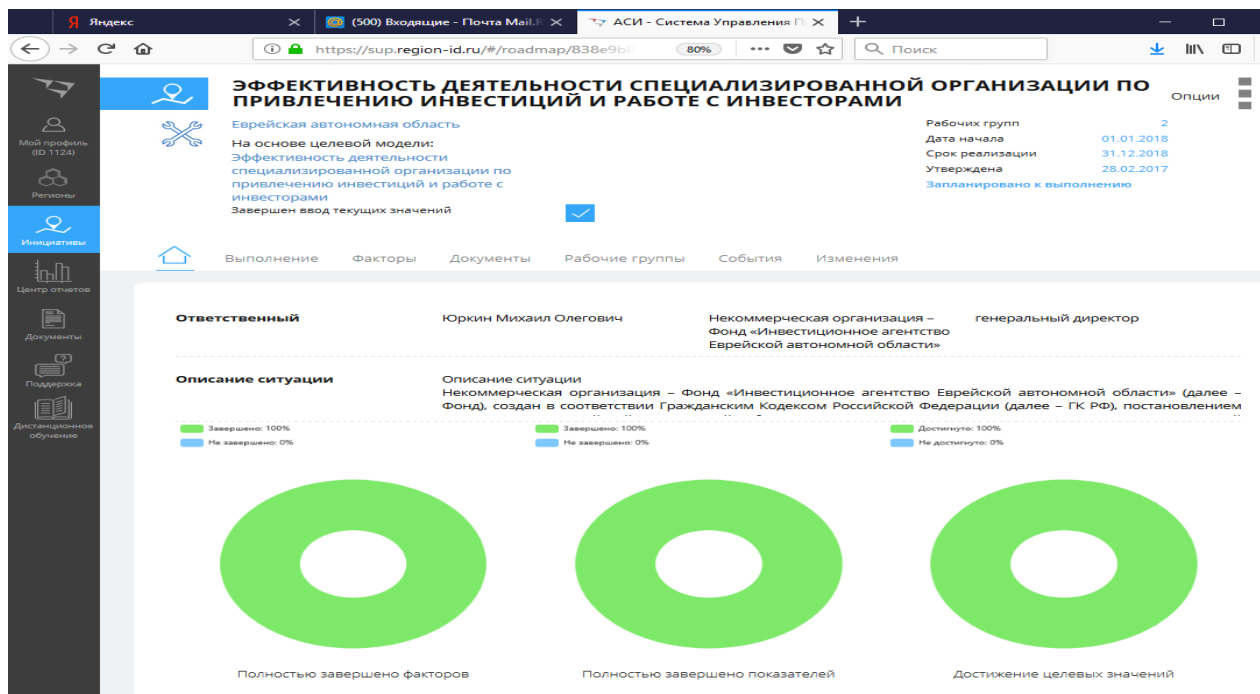 Яндекс
(500) Входящие - Почта Mail.R
АСИ - Система Управления П
https://sup.region-id.ru/#/roadmap/838e9b8
80%
Поиск
ЭФФЕКТИВНОСТЬ ДЕЯТЕЛЬНОСТИ СПЕЦИАЛИЗИРОВАННОЙ ОРГАНИЗАЦИИ ПО
ПРИВЛЕЧЕНИЮ ИНВЕСТИЦИЙ И РАБОТЕ С ИНВЕСТОРАМИ
Опции
Мой профиль
(ID 1124)
Регионы
Инициативы
Центр отчетов
Документы
Поддержка
Дистанционное
обучение
Еврейская автономная область
На основе целевой модели:
Эффективность деятельности
специализированной организации по
привлечению инвестиций и работе с
инвесторами
Завершен ввод текущих значений
Рабочих групп 2
Дата начала 01.01.2018
Срок реализации 31.12.2018
Утверждена 28.02.2017
Запланировано к выполнению
Выполнение Факторы Документы Рабочие группы События Изменения
Ответственный Юркин Михаил Олегович Некоммерческая организация – генеральный директор
Фонд «Инвестиционное агентство
Еврейской автономной области»
Описание ситуации Описание ситуации
Некоммерческая организация – Фонд «Инвестиционное агентство Еврейской автономной области» (далее –
Фонд), создан в соответствии Гражданским Кодексом Российской Федерации (далее – ГК РФ), постановлением
Завершено: 100% Завершено: 100% Достигнуто: 100%
Не завершено: 0% Не завершено: 0% Не достигнуто: 0%
Полностью завершено факторов Полностью завершено показателей Достижение целевых значений